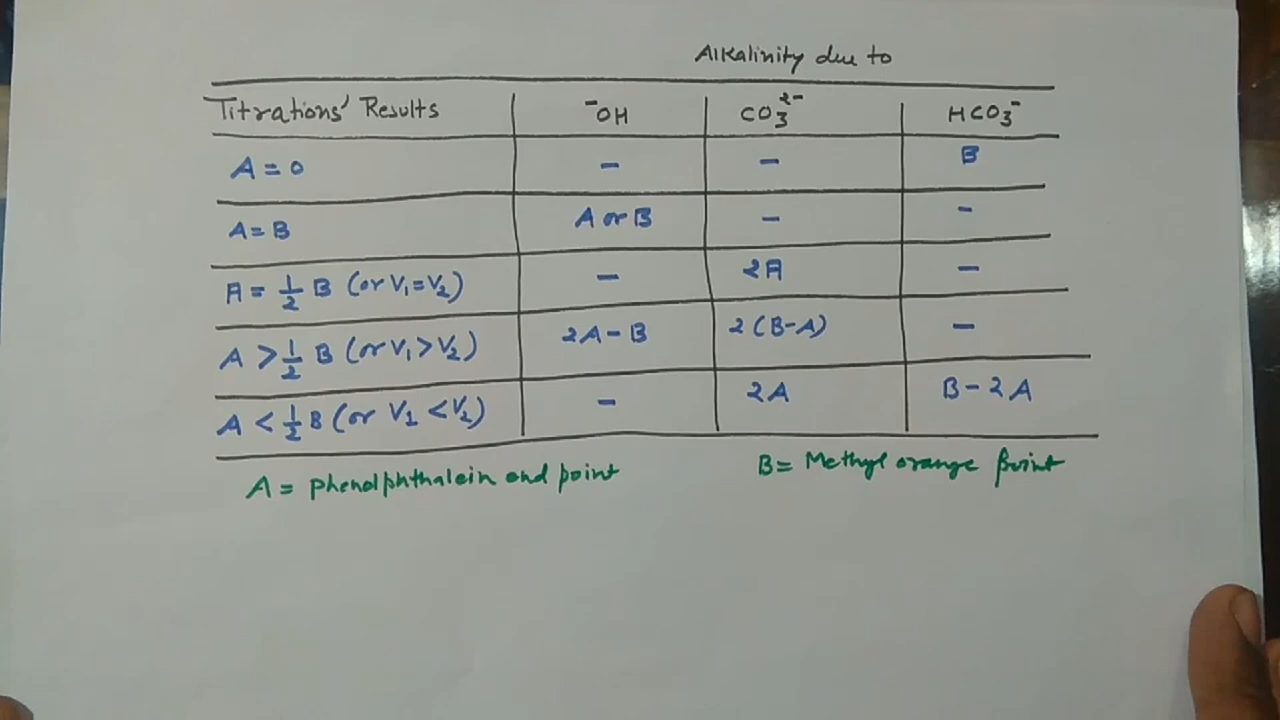 Alkalinity due to
Titrations' Results ⁻OH CO₃²⁻ HCO₃⁻
A = 0 - - B
A = B A or B - -
A = 1/2 B (or V₁=V₂) - 2A -
A > 1/2 B (or V₁ > V₂) 2A - B 2 (B-A) -
A < 1/2 B (or V₁ < V₂) - 2A B - 2A
A = phenolphthalein end point B = Methyl orange point